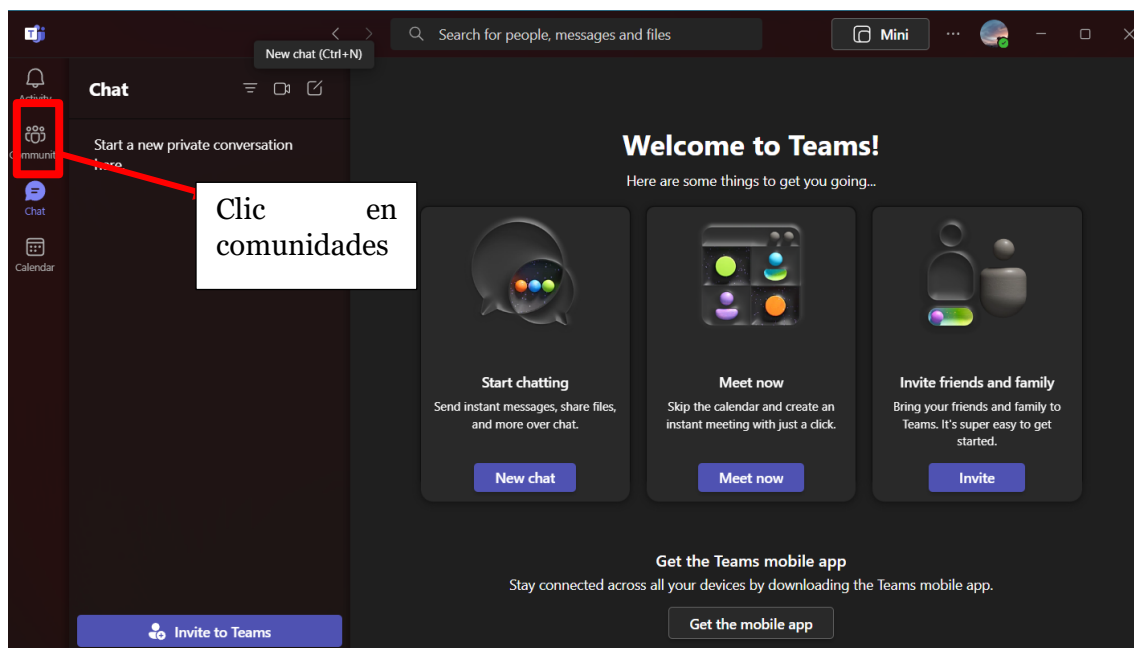 Search for people, messages and files
Mini
New chat (Ctrl+N)
Activity
Chat
Start a new private conversation
here
Clic en
comunidades
Chat
Calendar
Welcome to Teams!
Here are some things to get you going...
Start chatting
Send instant messages, share files,
and more over chat.
New chat
Meet now
Skip the calendar and create an
instant meeting with just a click.
Meet now
Invite friends and family
Bring your friends and family to
Teams. It's super easy to get
started.
Invite
Get the Teams mobile app
Stay connected across all your devices by downloading the Teams mobile app.
Get the mobile app
Invite to Teams